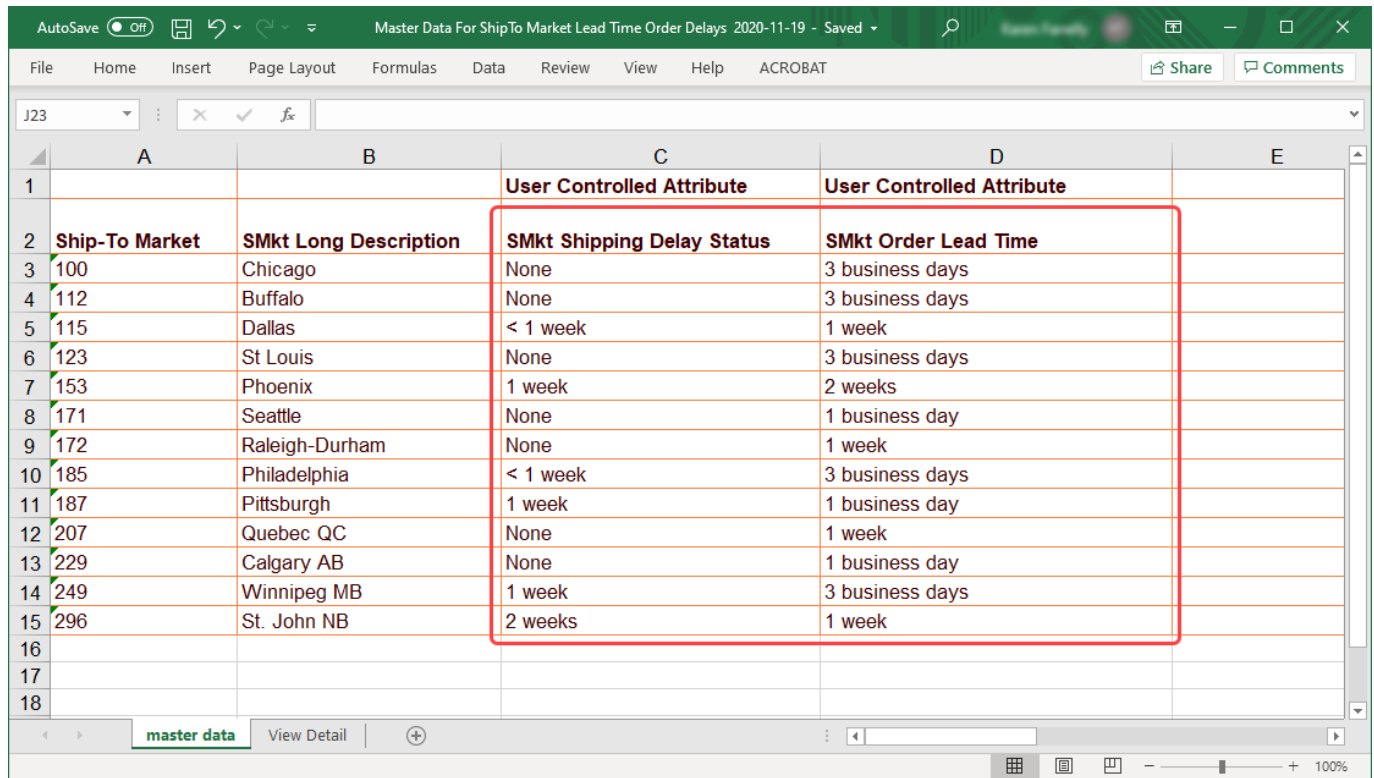 AutoSave Off Master Data For ShipTo Market Lead Time Order Delays 2020-11-19 - Saved
File Home Insert Page Layout Formulas Data Review View Help ACROBAT Share Comments
J23 fx
A B C D E
1 User Controlled Attribute User Controlled Attribute
2 Ship-To Market SMkt Long Description SMkt Shipping Delay Status SMkt Order Lead Time
3 100 Chicago None 3 business days
4 112 Buffalo None 3 business days
5 115 Dallas < 1 week 1 week
6 123 St Louis None 3 business days
7 153 Phoenix 1 week 2 weeks
8 171 Seattle None 1 business day
9 172 Raleigh-Durham None 1 week
10 185 Philadelphia < 1 week 3 business days
11 187 Pittsburgh 1 week 1 business day
12 207 Quebec QC None 1 week
13 229 Calgary AB None 1 business day
14 249 Winnipeg MB 1 week 3 business days
15 296 St. John NB 2 weeks 1 week
16
17
18
master data View Detail
100%